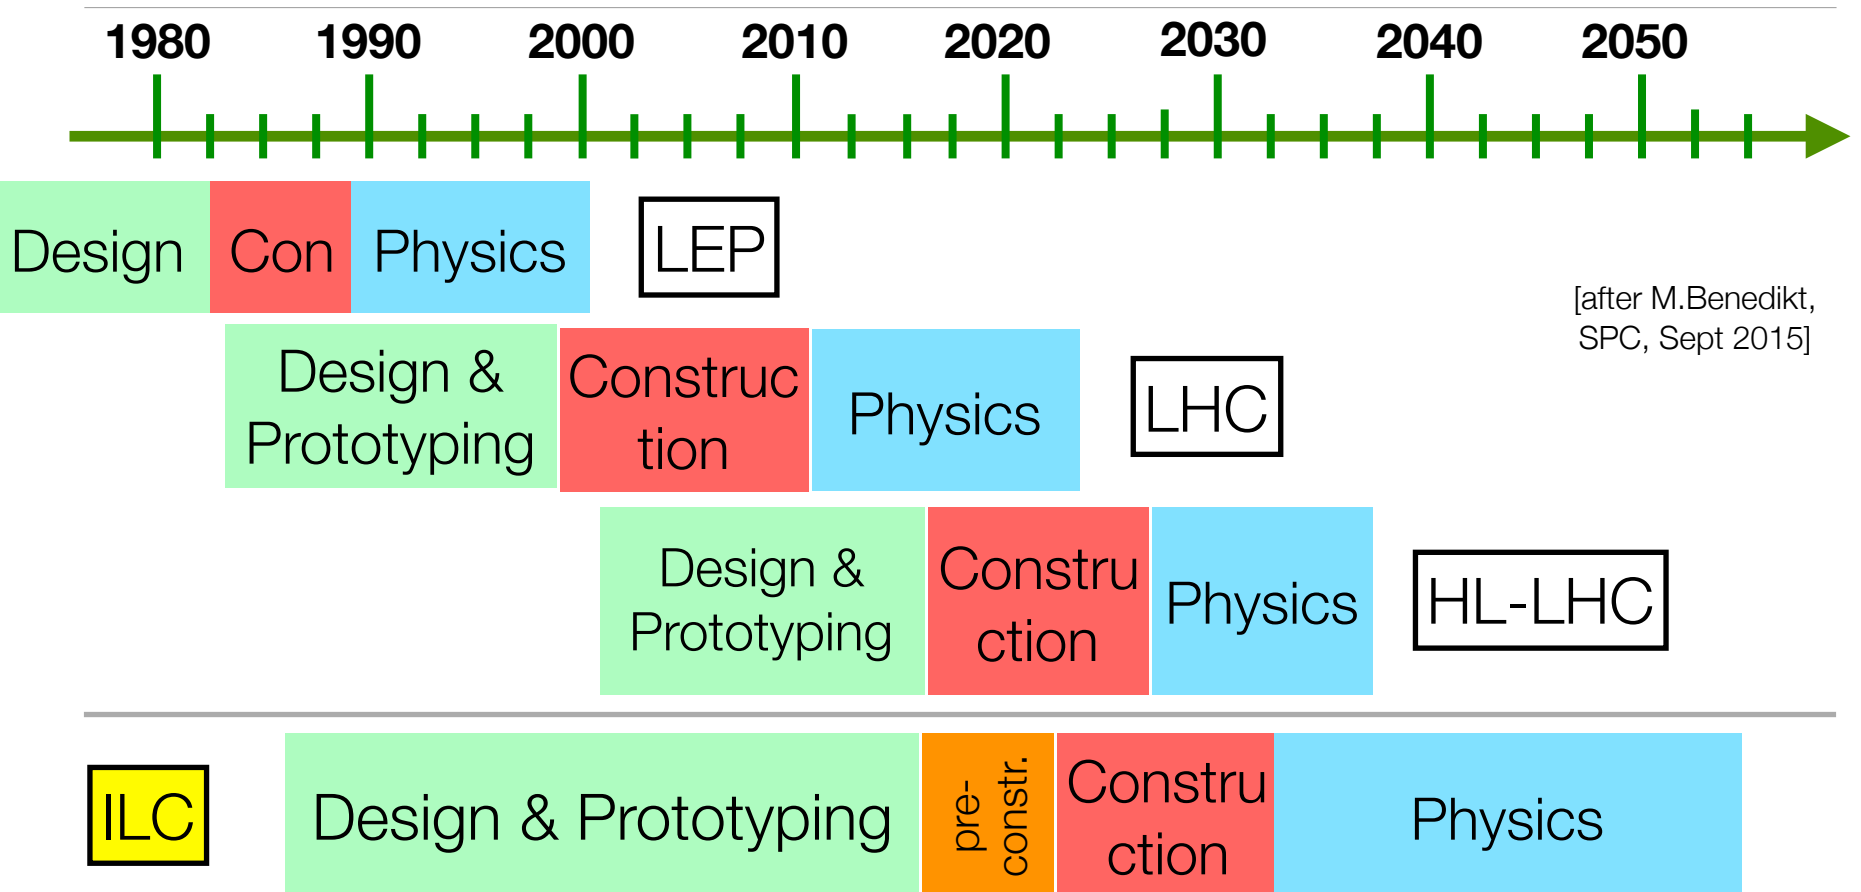 1980 1990 2000 2010 2020 2030 2040 2050
Design Con Physics LEP
[after M.Benedikt,
SPC, Sept 2015]
Design &
Prototyping
Construc
tion
Physics
LHC
Design &
Prototyping
Constru
ction
Physics
HL-LHC
ILC
Design & Prototyping
pre-
constr.
Constru
ction
Physics